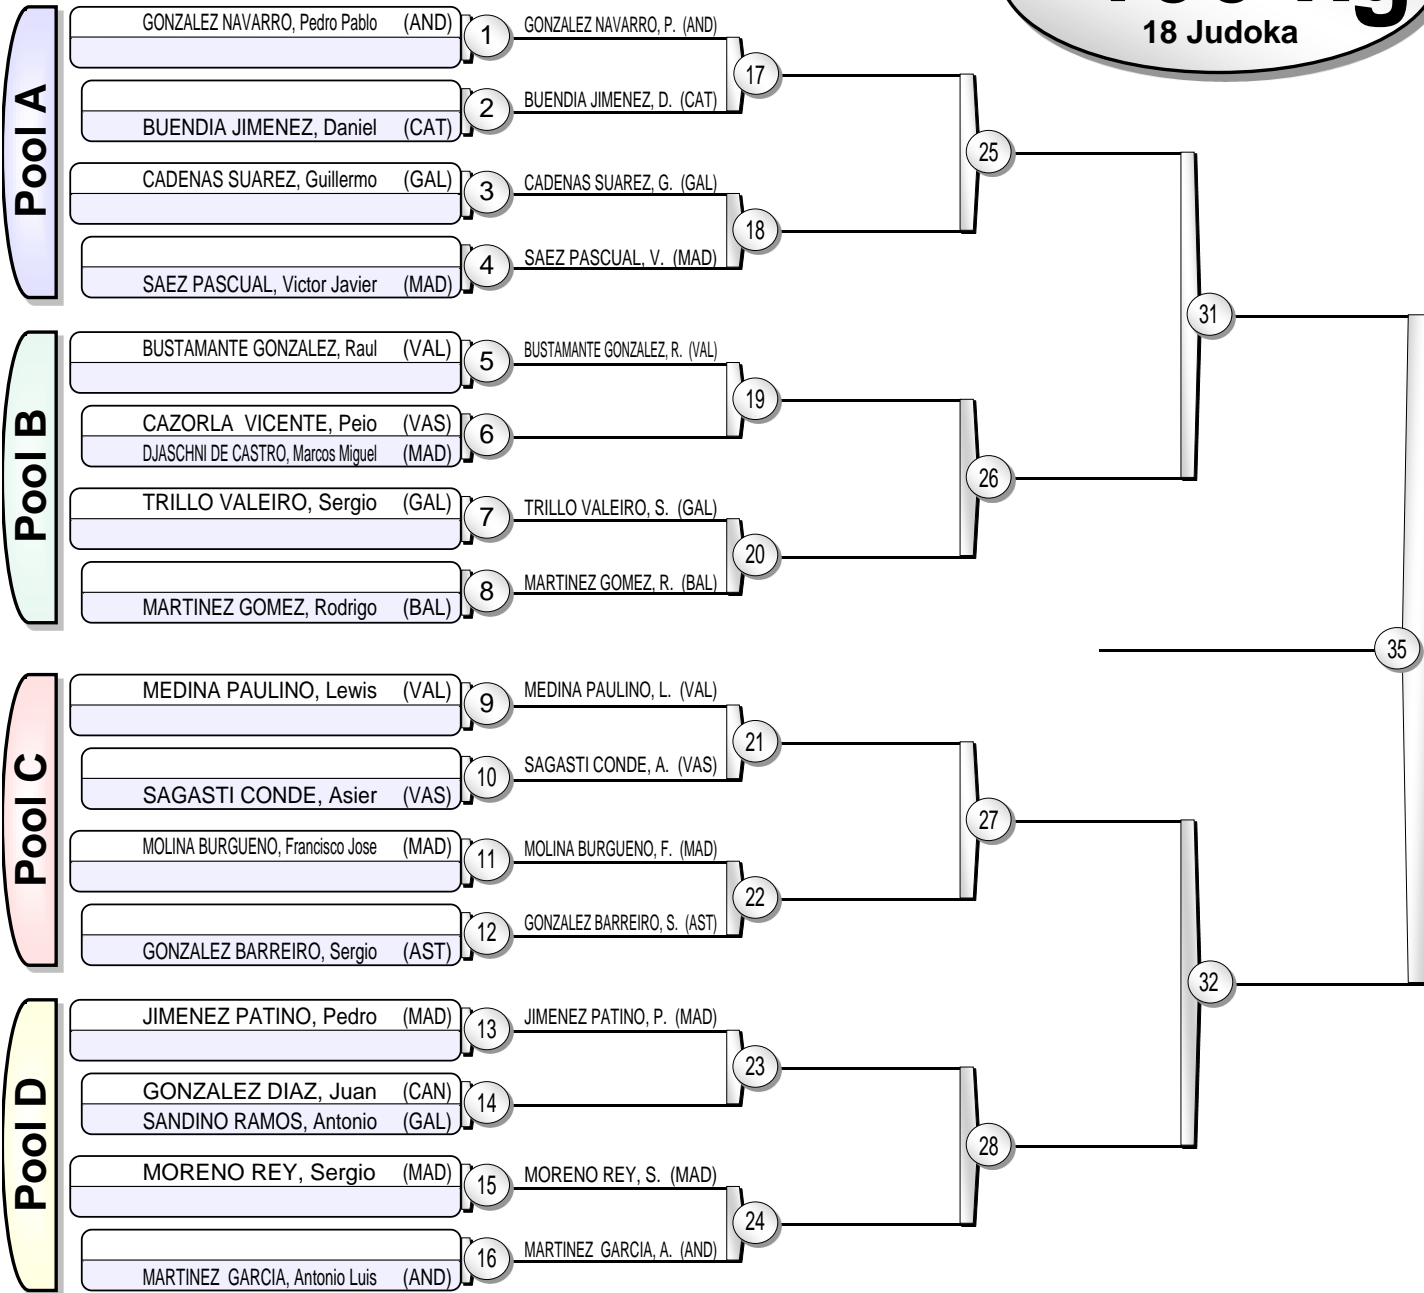 18 Judoka
Pool A
GONZALEZ NAVARRO, Pedro Pablo (AND) 1 GONZALEZ NAVARRO, P. (AND)
17
2 BUENDIA JIMENEZ, D. (CAT)
BUENDIA JIMENEZ, Daniel (CAT)
25
CADENAS SUAREZ, Guillermo (GAL) 3 CADENAS SUAREZ, G. (GAL)
18
4 SAEZ PASCUAL, V. (MAD)
SAEZ PASCUAL, Victor Javier (MAD)
31
Pool B
BUSTAMANTE GONZALEZ, Raul (VAL) 5 BUSTAMANTE GONZALEZ, R. (VAL)
19
CAZORLA VICENTE, Peio (VAS) 6
DJASCHNI DE CASTRO, Marcos Miguel (MAD)
26
TRILLO VALEIRO, Sergio (GAL) 7 TRILLO VALEIRO, S. (GAL)
20
8 MARTINEZ GOMEZ, R. (BAL)
MARTINEZ GOMEZ, Rodrigo (BAL)
35
Pool C
MEDINA PAULINO, Lewis (VAL) 9 MEDINA PAULINO, L. (VAL)
21
10 SAGASTI CONDE, A. (VAS)
SAGASTI CONDE, Asier (VAS)
27
MOLINA BURGUENO, Francisco Jose (MAD) 11 MOLINA BURGUENO, F. (MAD)
22
12 GONZALEZ BARREIRO, S. (AST)
GONZALEZ BARREIRO, Sergio (AST)
32
Pool D
JIMENEZ PATINO, Pedro (MAD) 13 JIMENEZ PATINO, P. (MAD)
23
GONZALEZ DIAZ, Juan (CAN) 14
SANDINO RAMOS, Antonio (GAL)
28
MORENO REY, Sergio (MAD) 15 MORENO REY, S. (MAD)
24
16 MARTINEZ GARCIA, A. (AND)
MARTINEZ GARCIA, Antonio Luis (AND)